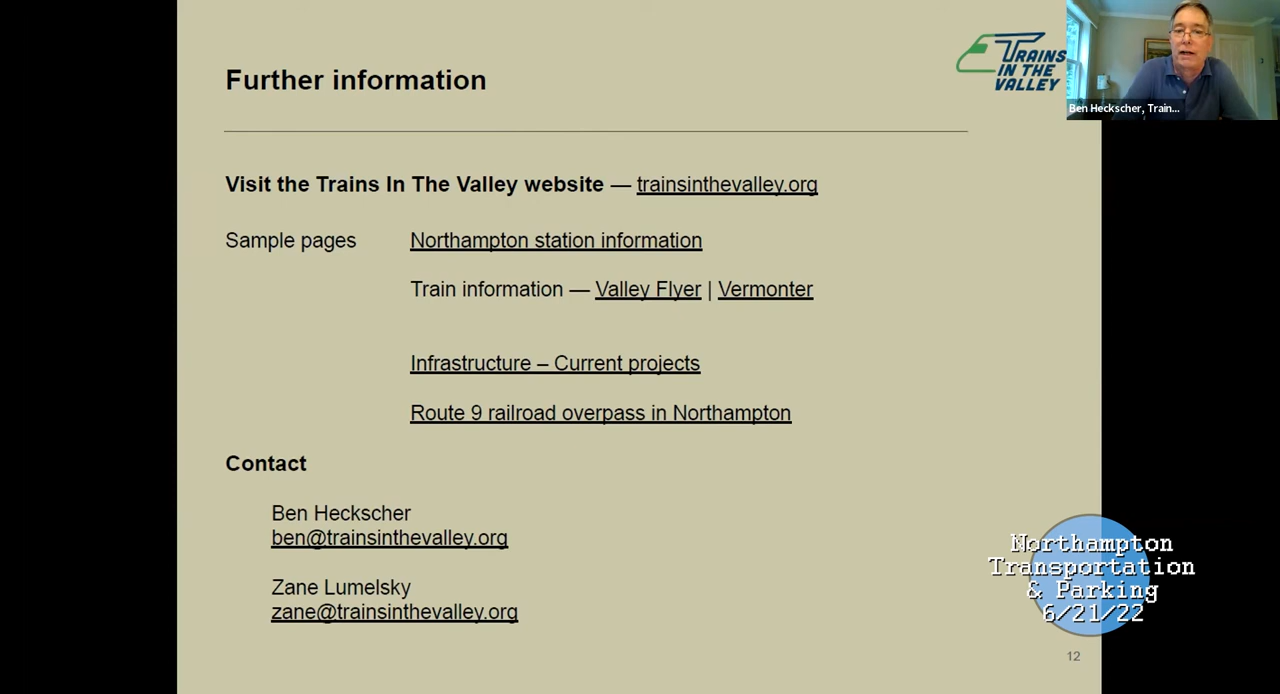 Further information
TRAINS
IN THE
VALLEY
Ben Heckscher, Train...
Visit the Trains In The Valley website — trainsinthevalley.org
Sample pages Northampton station information
Train information — Valley Flyer | Vermonter
Infrastructure – Current projects
Route 9 railroad overpass in Northampton
Contact
Ben Heckscher
ben@trainsinthevalley.org
Zane Lumelsky
zane@trainsinthevalley.org
Northampton
Transportation
& Parking
6/21/22
12